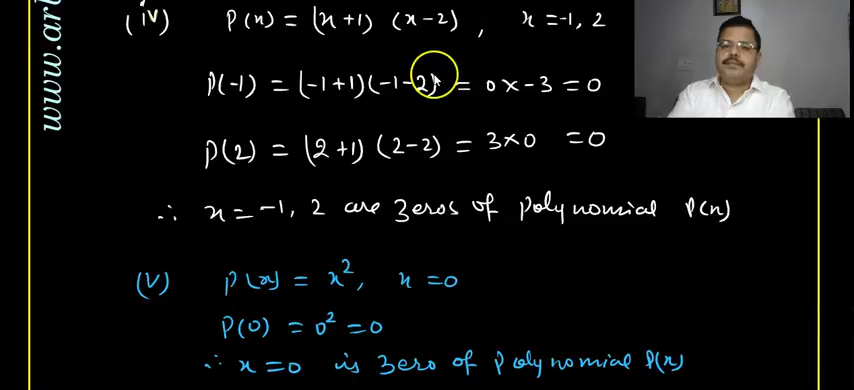 (iv) P(x) = (x+1) (x-2) , x = -1, 2
P(-1) = (-1+1)(-1-2) = 0 x -3 = 0
P(2) = (2+1) (2-2) = 3×0 = 0
∴ x = -1, 2 are zeros of polynomial P(x)
(V) P(x) = x², x = 0
P(0) = 0² = 0
∴ x = 0 is zero of Polynomial P(x)
www.arb